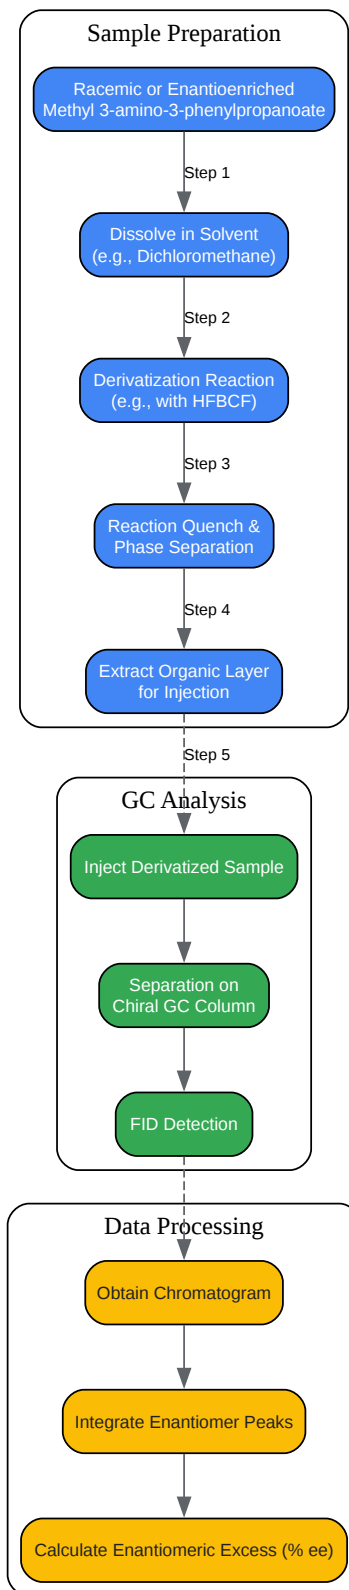 Sample Preparation
Racemic or Enantioenriched
Methyl 3-amino-3-phenylpropanoate
Step 1
Dissolve in Solvent
(e.g., Dichloromethane)
Step 2
Derivatization Reaction
(e.g., with HFBCF)
Step 3
Reaction Quench &
Phase Separation
Step 4
Extract Organic Layer
for Injection
Step 5
GC Analysis
Inject Derivatized Sample
Separation on
Chiral GC Column
FID Detection
Data Processing
Obtain Chromatogram
Integrate Enantiomer Peaks
Calculate Enantiomeric Excess (% ee)